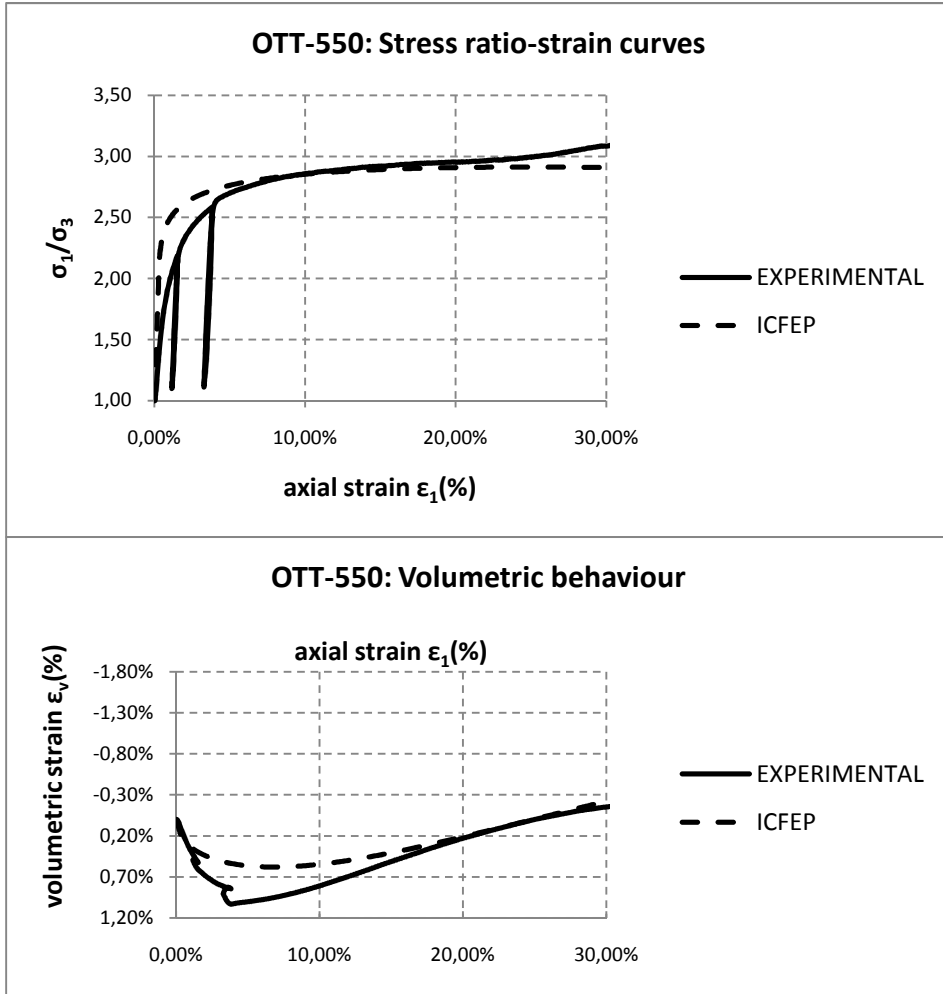 OTT-550: Stress ratio-strain curves
3,50
3,00
2,50
2,00
1,50
1,00
σ₁/σ₃
0,00% 10,00% 20,00% 30,00%
axial strain ε₁(%)
EXPERIMENTAL
ICFEP
OTT-550: Volumetric behaviour
axial strain ε₁(%)
-1,80%
-1,30%
-0,80%
-0,30%
0,20%
0,70%
1,20%
volumetric strain εᵥ(%)
0,00% 10,00% 20,00% 30,00%
EXPERIMENTAL
ICFEP